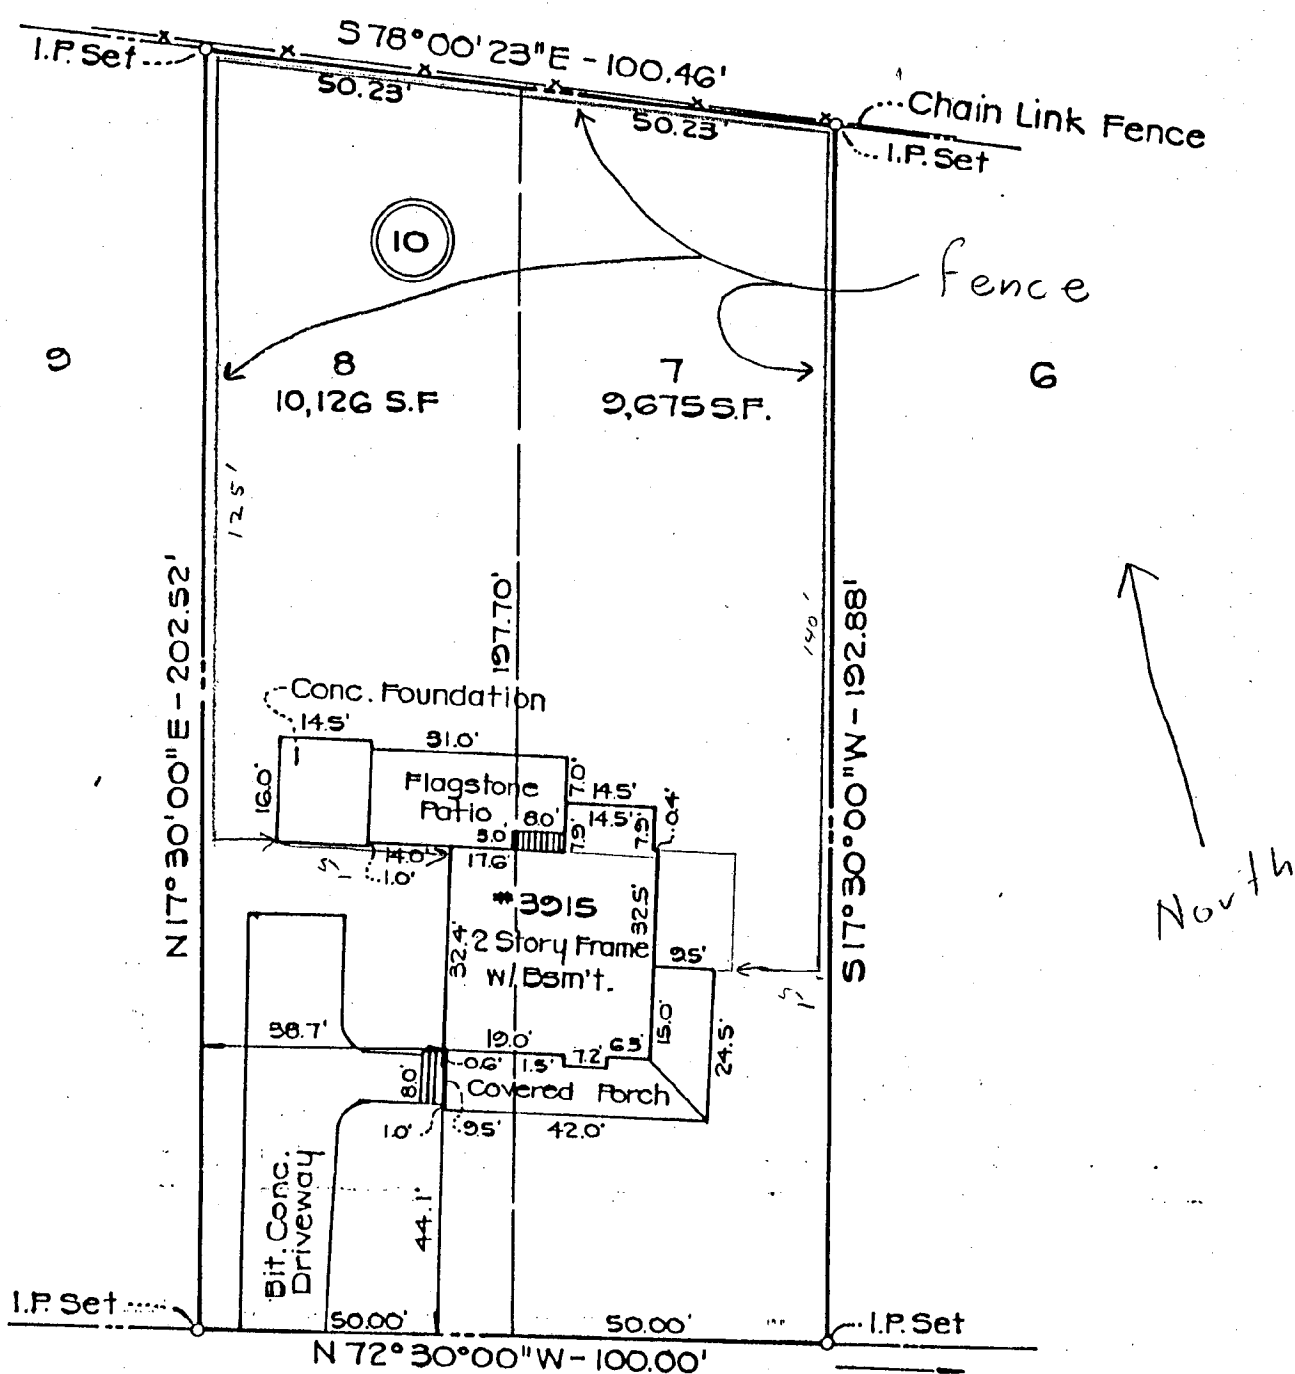 S 78°00'23"E - 100.46'
I.P. Set
50.23'
50.23'
Chain Link Fence
I.P. Set
10
fence
9
8
10,126 S.F
7
9,675 S.F.
6
125'
N 17°30'00"E - 202.52'
197.70'
140'
S 17°30'00"W - 192.88'
North
Conc. Foundation
14.5'
31.0'
16.0'
Flagstone
Patio
7.0'
14.5'
14.5'
8.0'
3.0'
7.9'
7.9'
0.4'
14.0'
17.6'
1.0'
5'
#3915
2 Story Frame
W/ Bsm't.
32.4'
32.5'
9.5'
5'
15.0'
24.5'
38.7'
19.0'
0.6'
1.5'
7.2'
6.3'
8.0'
Covered Porch
1.0'
9.5'
42.0'
Bit. Conc.
Driveway
44.1'
I.P. Set
50.00'
50.00'
I.P. Set
N 72°30'00"W - 100.00'